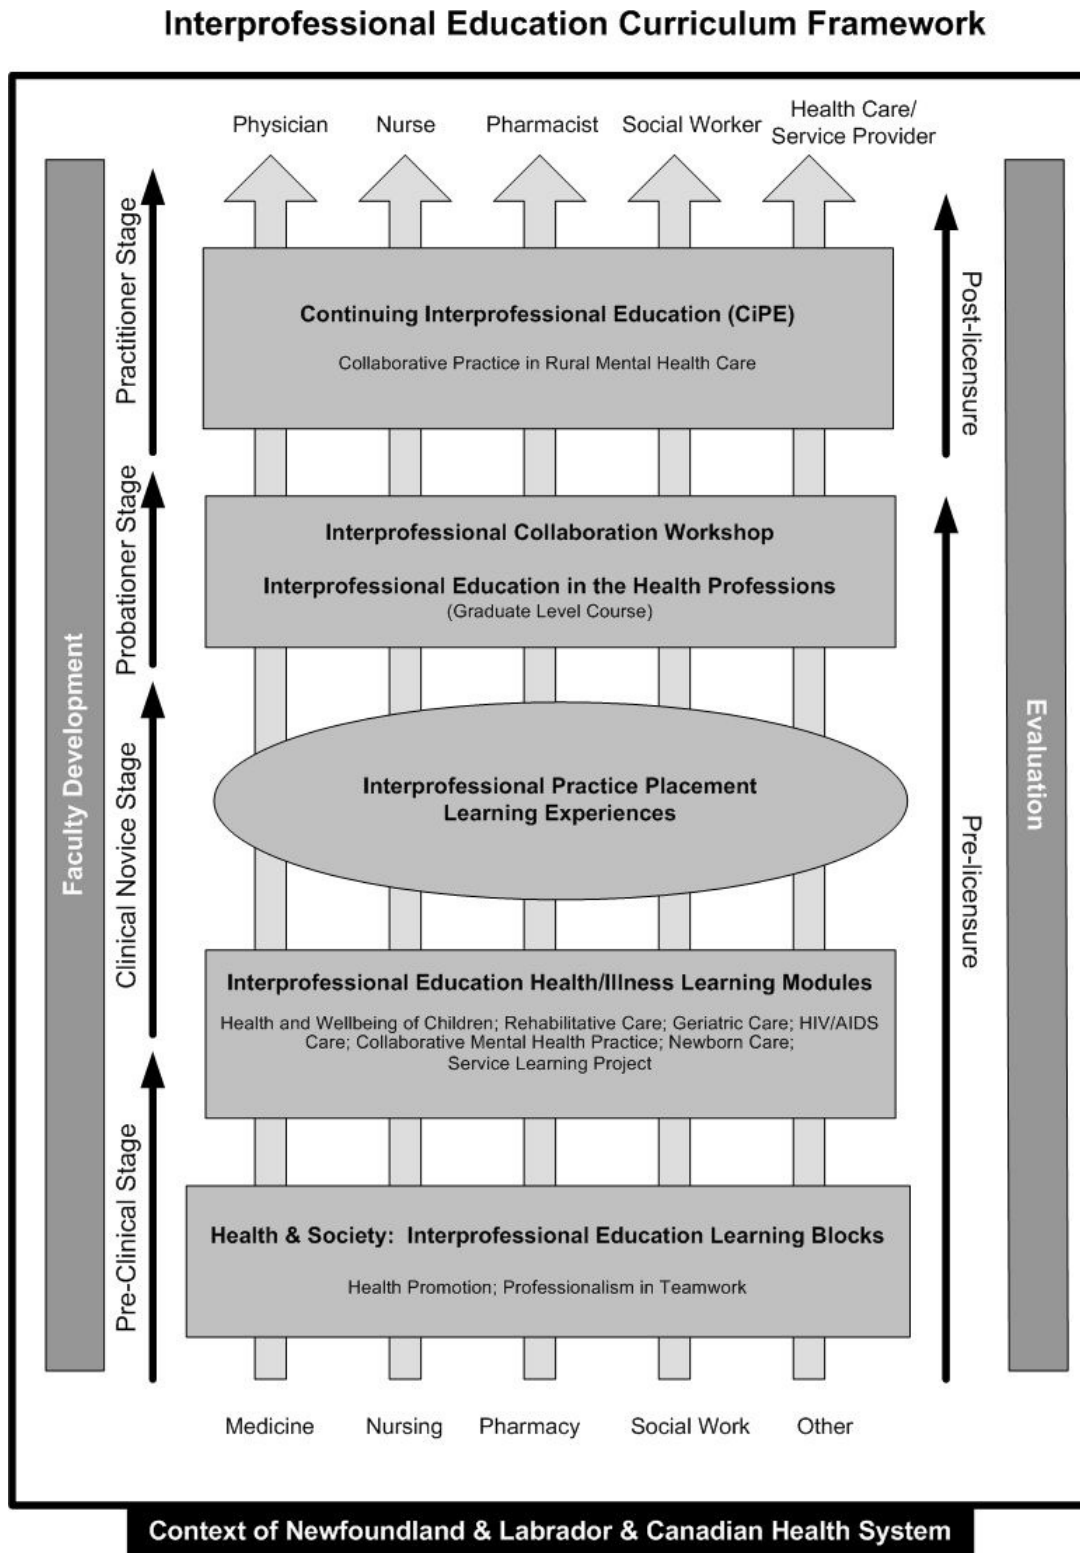 Interprofessional Education Curriculum Framework
Physician
Nurse
Pharmacist
Social Worker
Health Care/
Service Provider
Practitioner Stage
Probationer Stage
Clinical Novice Stage
Pre-Clinical Stage
Faculty Development
Continuing Interprofessional Education (CiPE)
Collaborative Practice in Rural Mental Health Care
Interprofessional Collaboration Workshop
Interprofessional Education in the Health Professions
(Graduate Level Course)
Interprofessional Practice Placement
Learning Experiences
Interprofessional Education Health/Illness Learning Modules
Health and Wellbeing of Children; Rehabilitative Care; Geriatric Care; HIV/AIDS
Care; Collaborative Mental Health Practice; Newborn Care;
Service Learning Project
Health & Society:  Interprofessional Education Learning Blocks
Health Promotion; Professionalism in Teamwork
Post-licensure
Pre-licensure
Evaluation
Medicine
Nursing
Pharmacy
Social Work
Other
Context of Newfoundland & Labrador & Canadian Health System